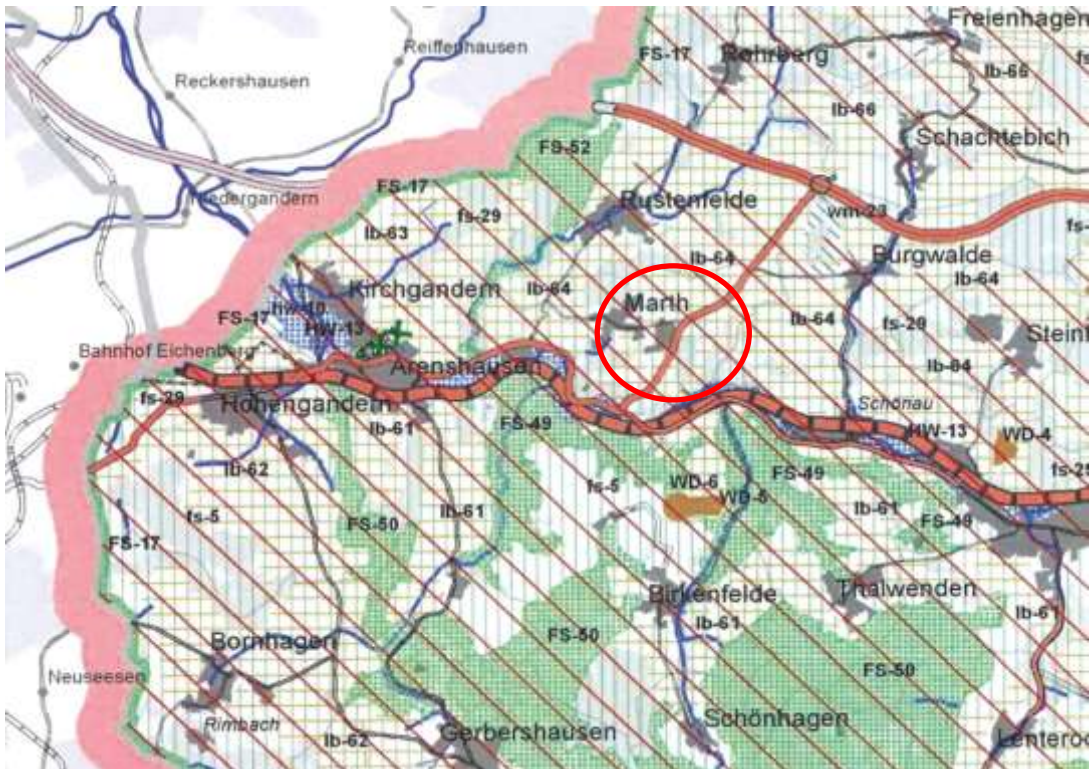 Freienhagen
Reiffenhausen
Rohrberg
FS-17
lb-66
Reckershausen
lb-66
Schachtebich
FS-52
FS-17
Rustenfelde
fs-29
wm-23
lb-63
lb-64
Burgwalde
lb-64
Kirchgandern
lb-64
Marth
hw-10
FS-17
HW-13
lb-64
fs-29
Bahnhof Eichenberg
Arenshausen
lb-64
fs-29
Hohengandern
Schönau
FS-49
lb-61
HW-13
WD-4
lb-62
WD-6
FS-49
fs-5
WD-5
fs-5
lb-61
FS-50
lb-61
FS-49
FS-17
Birkenfelde
Thalwenden
lb-61
lb-61
FS-50
Bornhagen
FS-50
Neuseesen
Rimbach
Schönhagen
Gerbershausen
lb-62